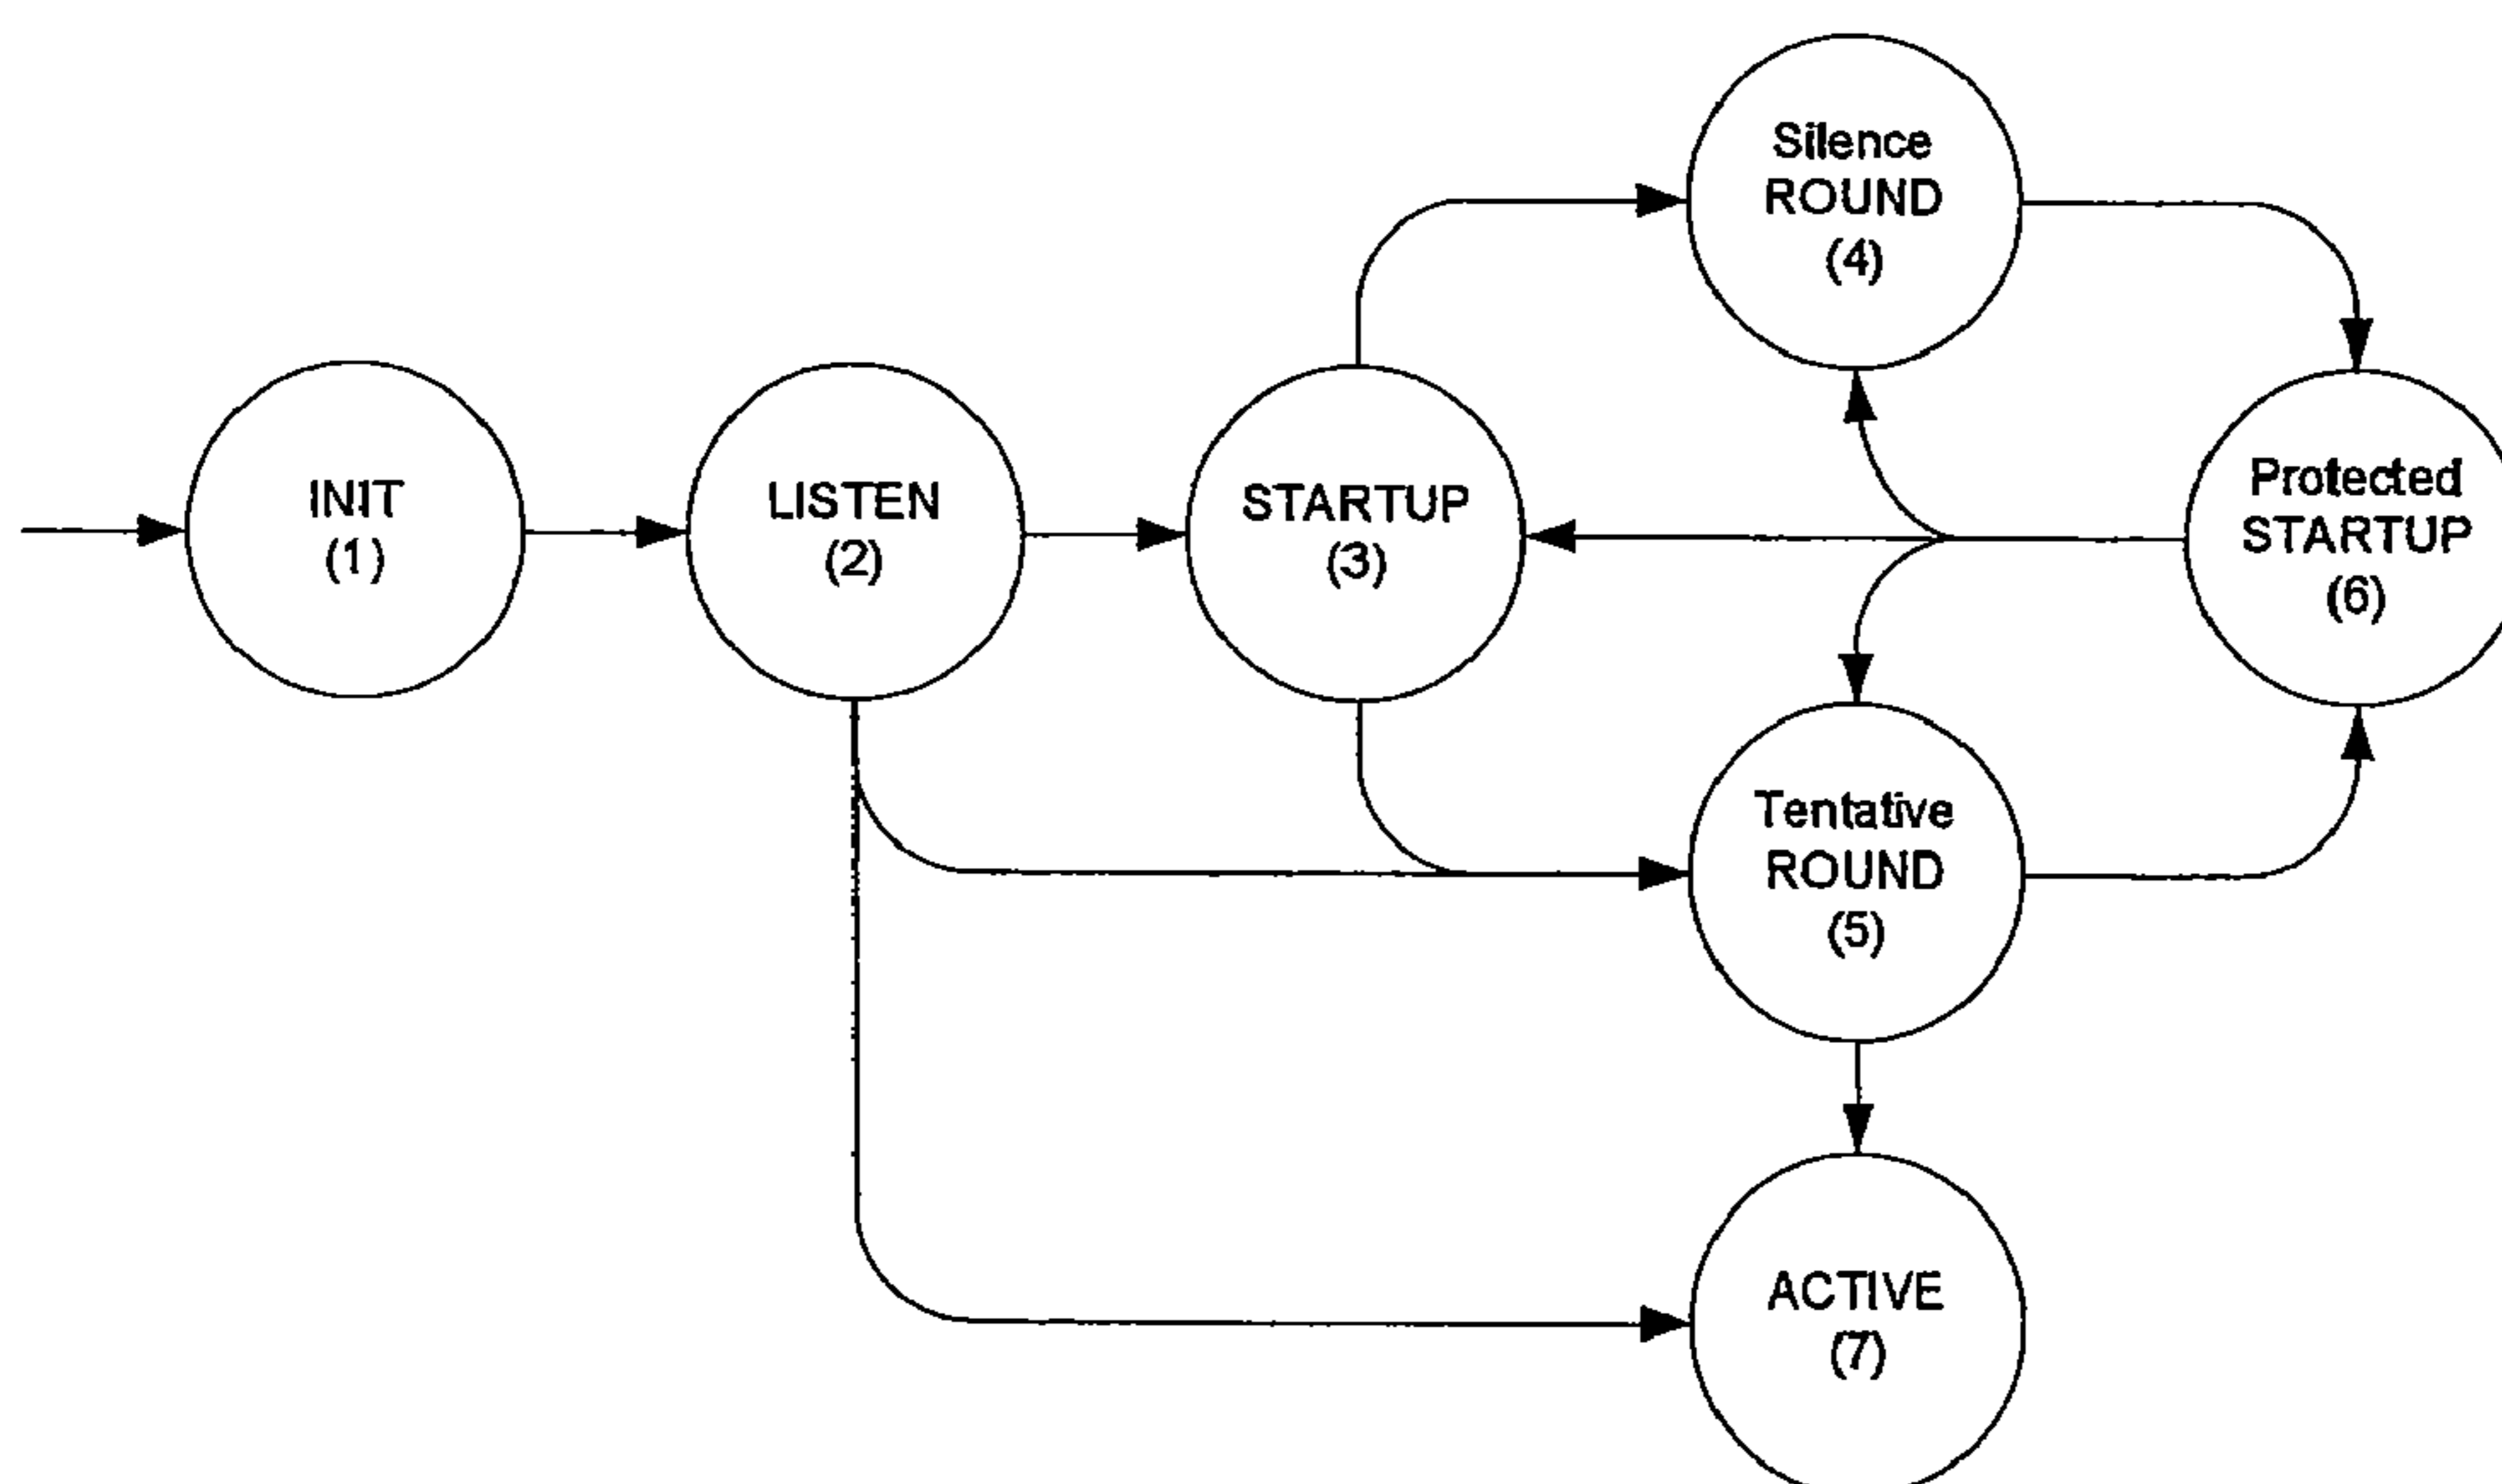 Silence
ROUND
(4)
INIT
(1)
LISTEN
(2)
STARTUP
(3)
Protected
STARTUP
(6)
Tentative
ROUND
(5)
ACTIVE
(7)